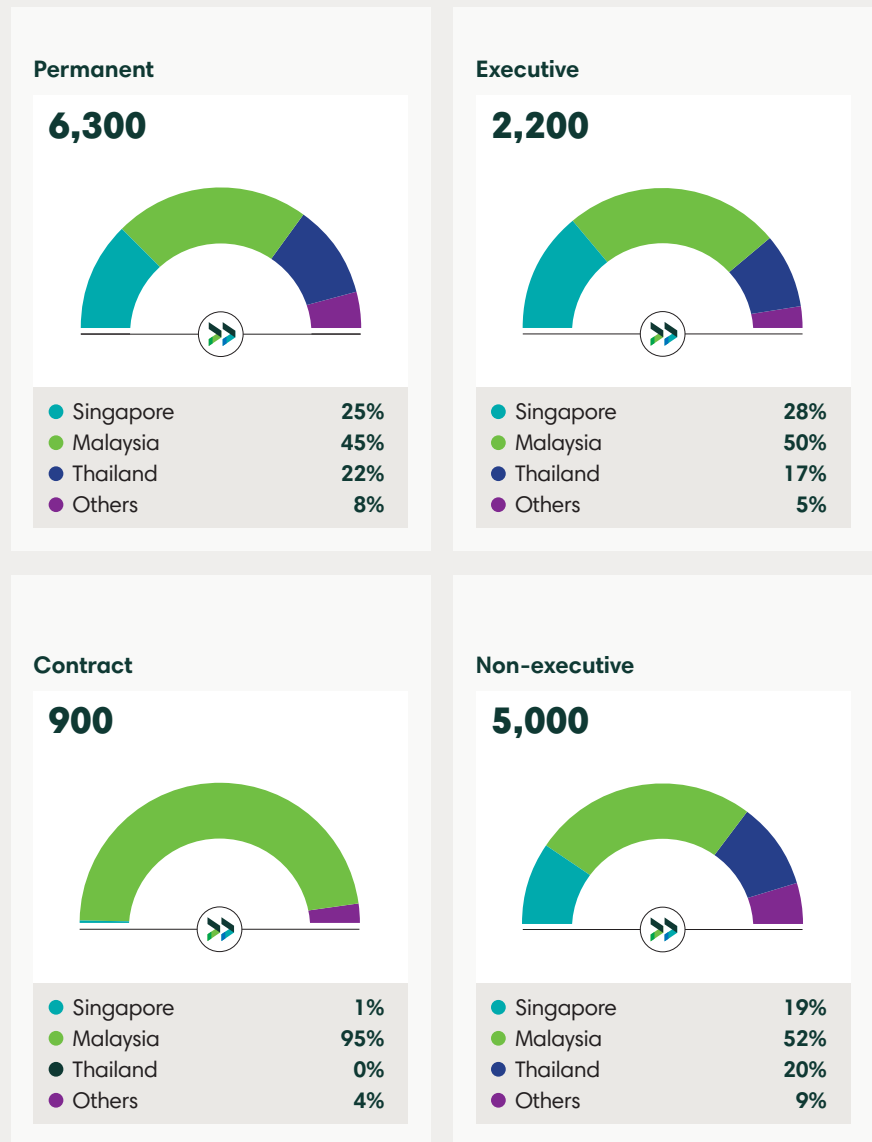 Permanent
6,300
Singapore 25%
Malaysia 45%
Thailand 22%
Others 8%
Executive
2,200
Singapore 28%
Malaysia 50%
Thailand 17%
Others 5%
Contract
900
Singapore 1%
Malaysia 95%
Thailand 0%
Others 4%
Non-executive
5,000
Singapore 19%
Malaysia 52%
Thailand 20%
Others 9%